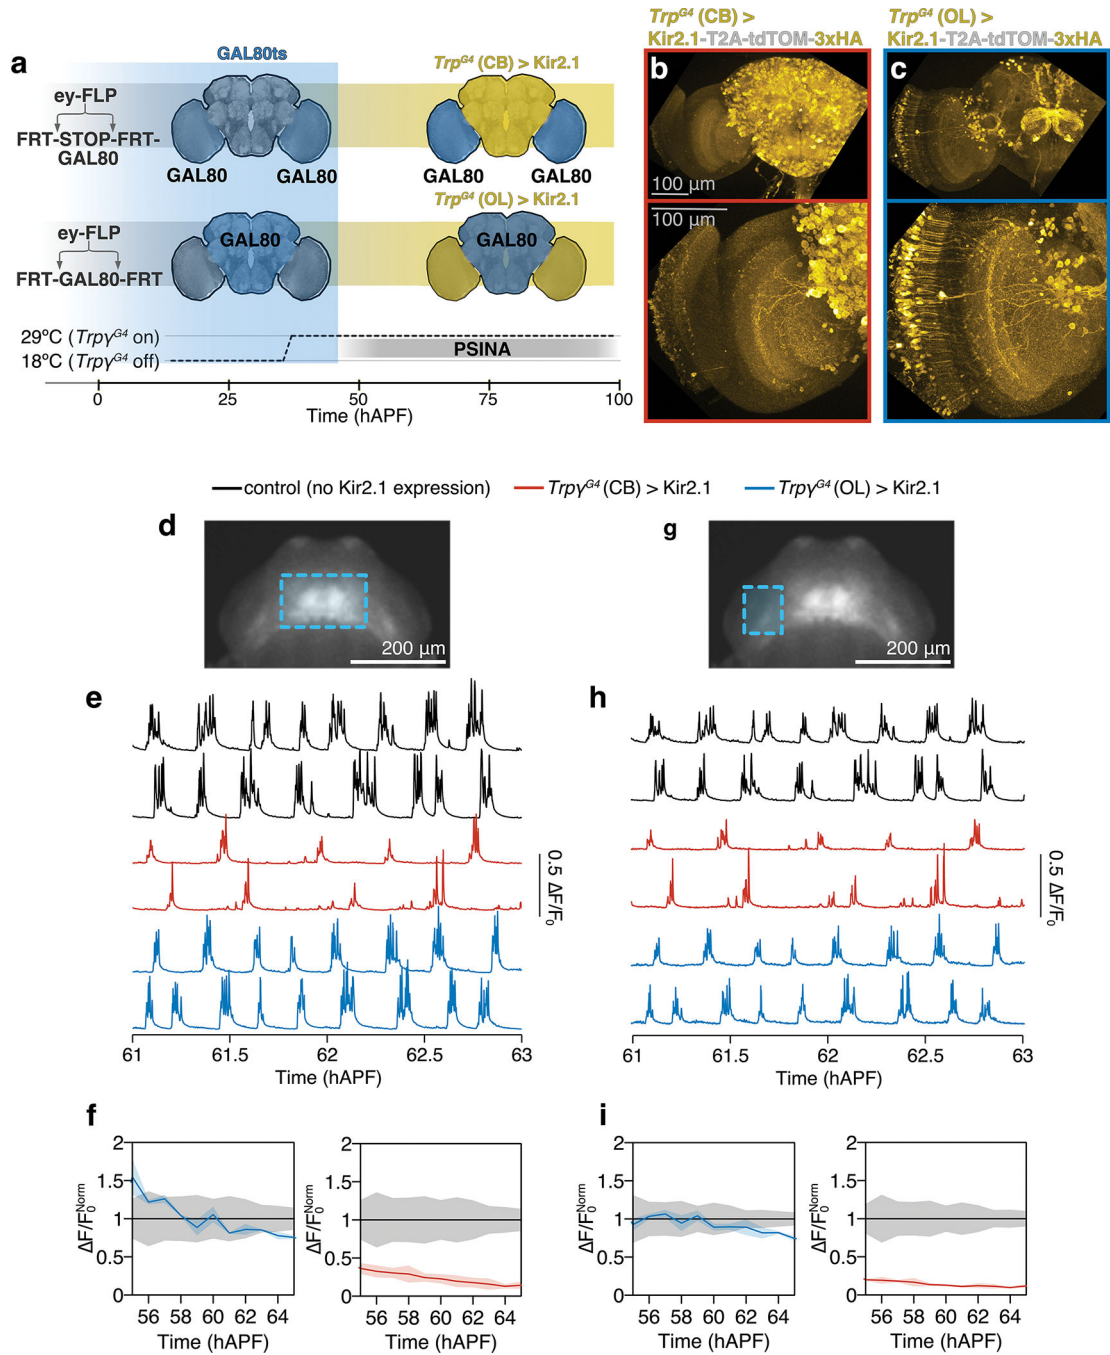 a
GAL80ts
Trpᴳ⁴ (CB) > Kir2.1
ey-FLP
FRT-STOP-FRT-
GAL80
GAL80
GAL80
GAL80
GAL80
Trpᴳ⁴ (OL) > Kir2.1
ey-FLP
FRT-GAL80-FRT
GAL80
GAL80
29ºC (Trpγᴳ⁴ on)
18ºC (Trpγᴳ⁴ off)
PSINA
0 25 50 75 100
Time (hAPF)
Trpᴳ⁴ (CB) >
Kir2.1-T2A-tdTOM-3xHA
b
100 µm
100 µm
Trpᴳ⁴ (OL) >
Kir2.1-T2A-tdTOM-3xHA
c
control (no Kir2.1 expression) Trpγᴳ⁴ (CB) > Kir2.1 Trpγᴳ⁴ (OL) > Kir2.1
d
200 µm
g
200 µm
e
0.5 ΔF/F₀
61 61.5 62 62.5 63
Time (hAPF)
h
0.5 ΔF/F₀
61 61.5 62 62.5 63
Time (hAPF)
f
2
1.5
1
0.5
0
ΔF/F₀ᴺᵒʳᵐ
56 58 60 62 64
Time (hAPF)
2
1.5
1
0.5
0
ΔF/F₀ᴺᵒʳᵐ
56 58 60 62 64
Time (hAPF)
i
2
1.5
1
0.5
0
ΔF/F₀ᴺᵒʳᵐ
56 58 60 62 64
Time (hAPF)
2
1.5
1
0.5
0
ΔF/F₀ᴺᵒʳᵐ
56 58 60 62 64
Time (hAPF)